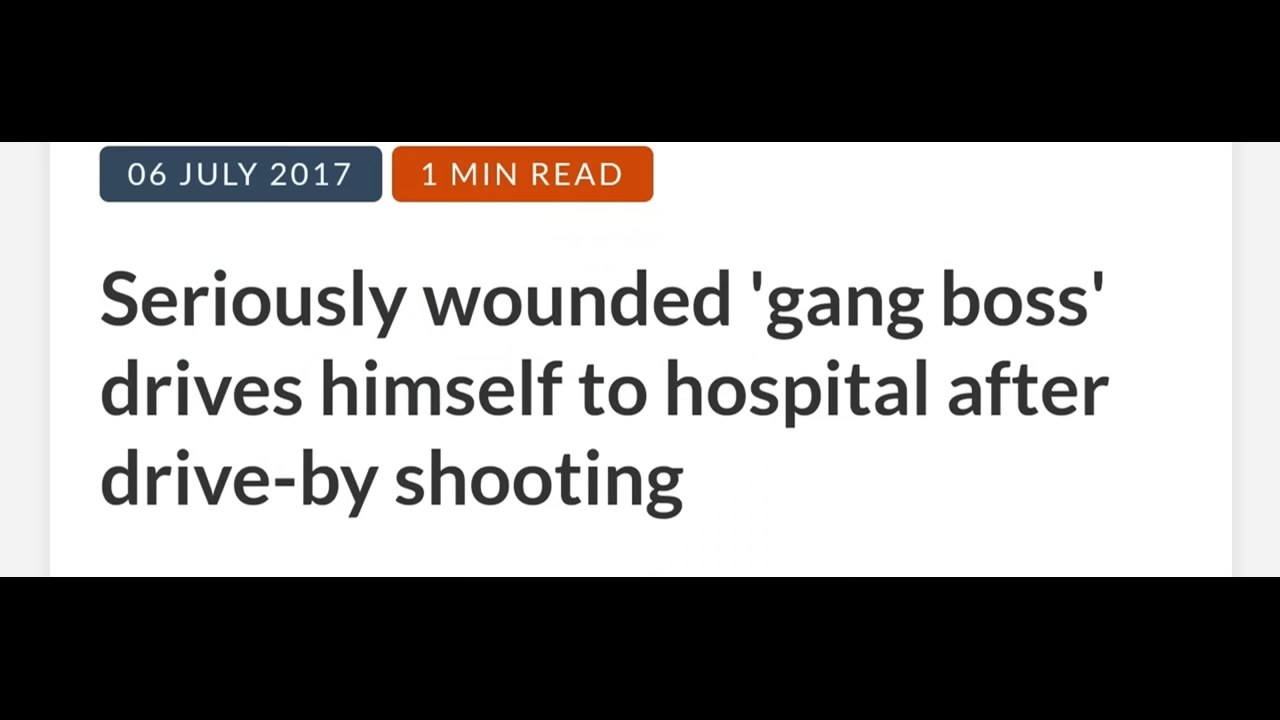 06 JULY 2017 1 MIN READ
Seriously wounded 'gang boss'
drives himself to hospital after
drive-by shooting